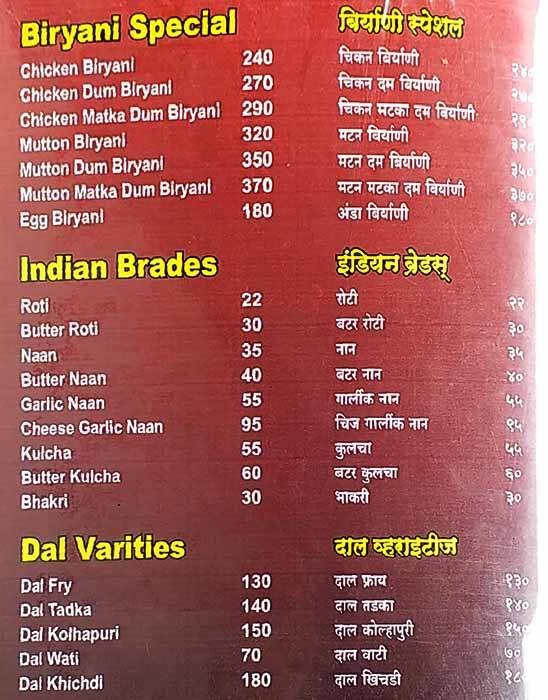 Biryani Special बिर्याणी स्पेशल
Chicken Biryani 240 चिकन बिर्याणी २४०
Chicken Dum Biryani 270 चिकन दम बिर्याणी २७०
Chicken Matka Dum Biryani 290 चिकन मटका दम बिर्याणी २९०
Mutton Biryani 320 मटन बिर्याणी ३२०
Mutton Dum Biryani 350 मटन दम बिर्याणी ३५०
Mutton Matka Dum Biryani 370 मटन मटका दम बिर्याणी ३७०
Egg Biryani 180 अंडा बिर्याणी १८०
Indian Brades इंडियन ब्रेडस्
Roti 22 रोटी २२
Butter Roti 30 बटर रोटी ३०
Naan 35 नान ३५
Butter Naan 40 बटर नान ४०
Garlic Naan 55 गार्लीक नान ५५
Cheese Garlic Naan 95 चिज गार्लीक नान ९५
Kulcha 55 कुलचा ५५
Butter Kulcha 60 बटर कुलचा ६०
Bhakri 30 भाकरी ३०
Dal Varities दाल व्हराइटीज
Dal Fry 130 दाल फ्राय १३०
Dal Tadka 140 दाल तडका १४०
Dal Kolhapuri 150 दाल कोल्हापुरी १५०
Dal Wati 70 दाल वाटी ७०
Dal Khichdi 180 दाल खिचडी १८०